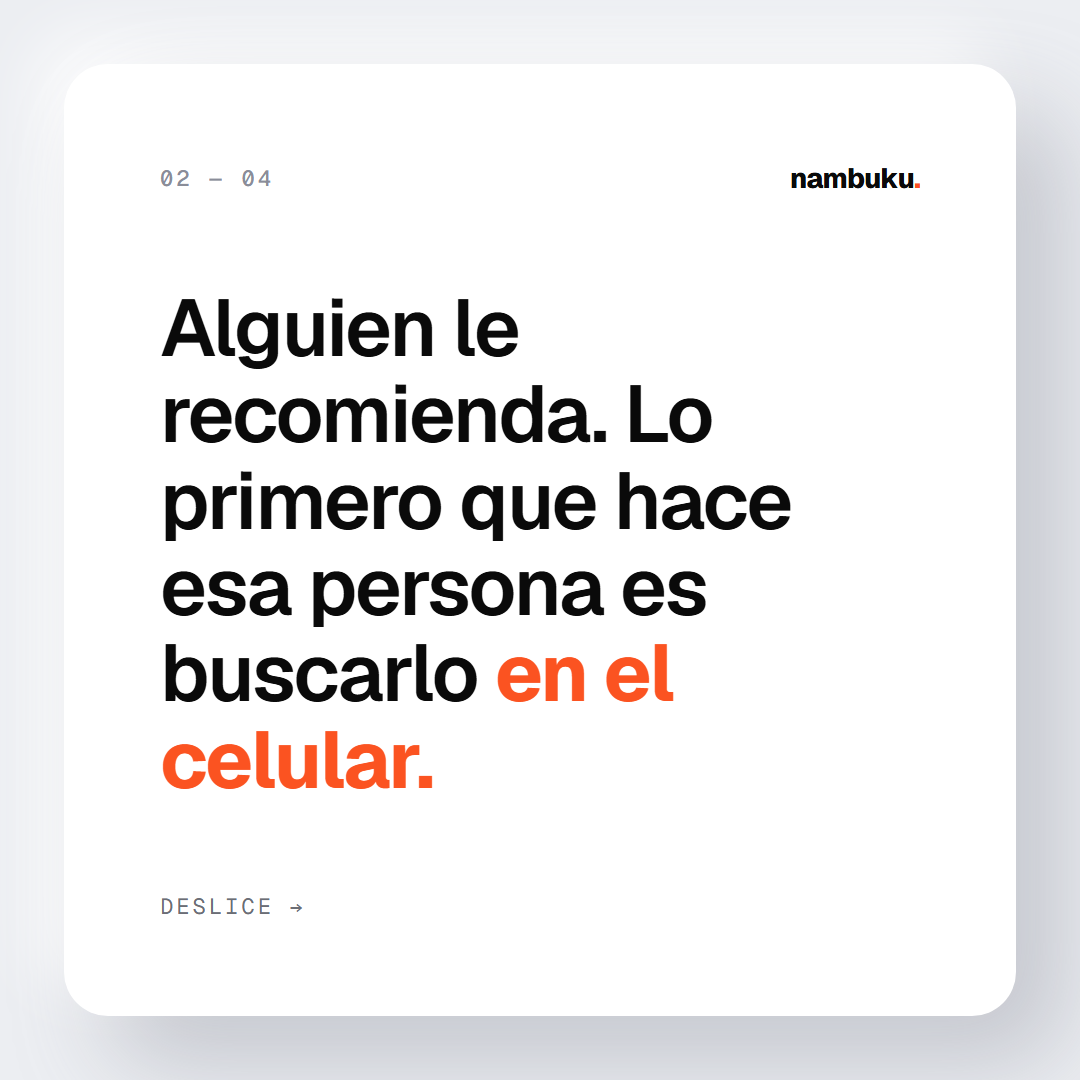 02 — 04
nambuku.
Alguien le
recomienda. Lo
primero que hace
esa persona es
buscarlo en el
celular.
DESLICE →